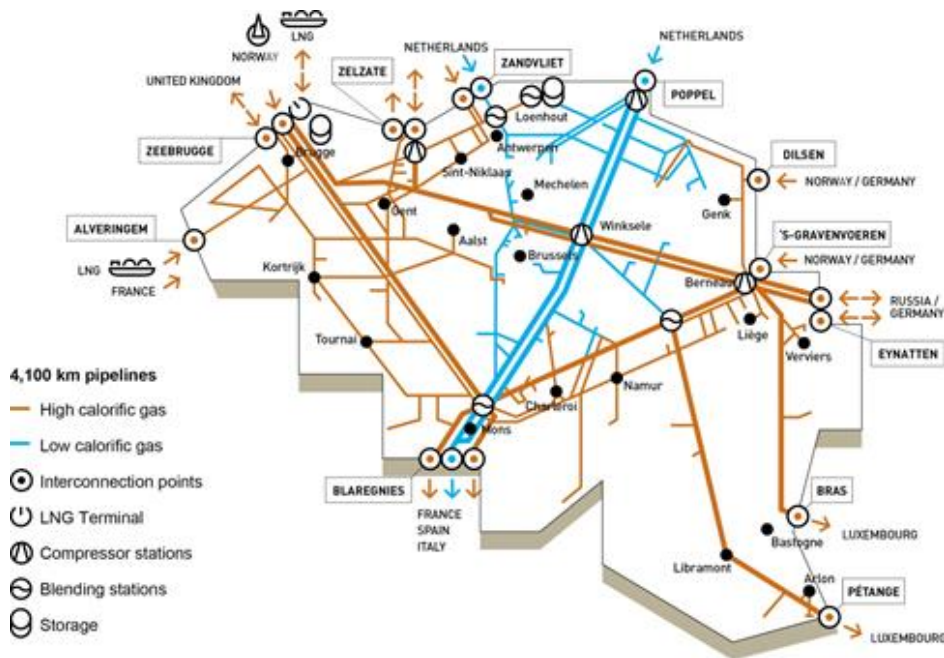 LNG
NORWAY
NETHERLANDS
NETHERLANDS
ZELZATE
ZANDVLIET
POPPEL
UNITED KINGDOM
Loenhout
ZEEBRUGGE
Brugge
Antwerpen
DILSEN
Sint-Niklaas
Mechelen
NORWAY / GERMANY
Gent
Genk
ALVERINGEM
Aalst
Winksele
'S-GRAVENVOEREN
Brussels
LNG
NORWAY / GERMANY
Kortrijk
Berneau
FRANCE
RUSSIA /
GERMANY
Liège
Tournai
Verviers
EYNATTEN
4,100 km pipelines
High calorific gas
Low calorific gas
Interconnection points
LNG Terminal
Compressor stations
Blending stations
Storage
Namur
Charleroi
Mons
BLAREGNIES
BRAS
FRANCE
SPAIN
ITALY
LUXEMBOURG
Bastogne
Libramont
Arlon
PÉTANGE
LUXEMBOURG